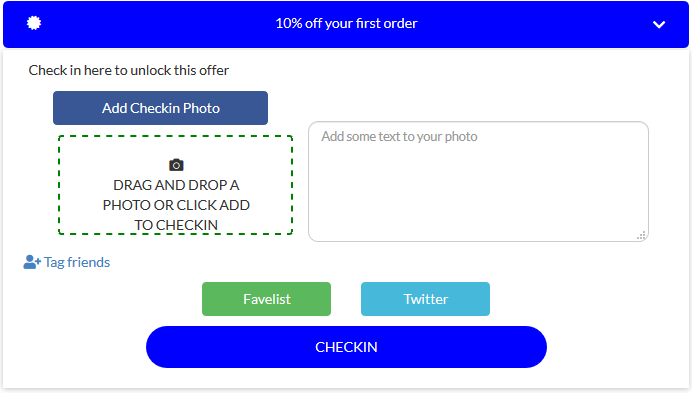 10% off your first order
Check in here to unlock this offer
Add Checkin Photo
DRAG AND DROP A
PHOTO OR CLICK ADD
TO CHECKIN
Add some text to your photo
Tag friends
Favelist
Twitter
CHECKIN